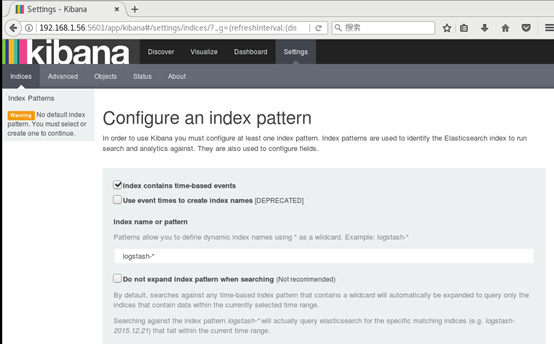 Settings - Kibana
192.168.1.56:5601/app/kibana#/settings/indices/?_g=(refreshInterval:(dis
搜索
kibana
Discover Visualize Dashboard Settings
Indices Advanced Objects Status About
Index Patterns
Warning No default index
pattern. You must select or
create one to continue.
Configure an index pattern
In order to use Kibana you must configure at least one index pattern. Index patterns are used to identify the Elasticsearch index to run
search and analytics against. They are also used to configure fields.
Index contains time-based events
Use event times to create index names [DEPRECATED]
Index name or pattern
Patterns allow you to define dynamic index names using * as a wildcard. Example: logstash-*
logstash-*
Do not expand index pattern when searching (Not recommended)
By default, searches against any time-based index pattern that contains a wildcard will automatically be expanded to query only the
indices that contain data within the currently selected time range.
Searching against the index pattern logstash-* will actually query elasticsearch for the specific matching indices (e.g. logstash-
2015.12.21) that fall within the current time range.